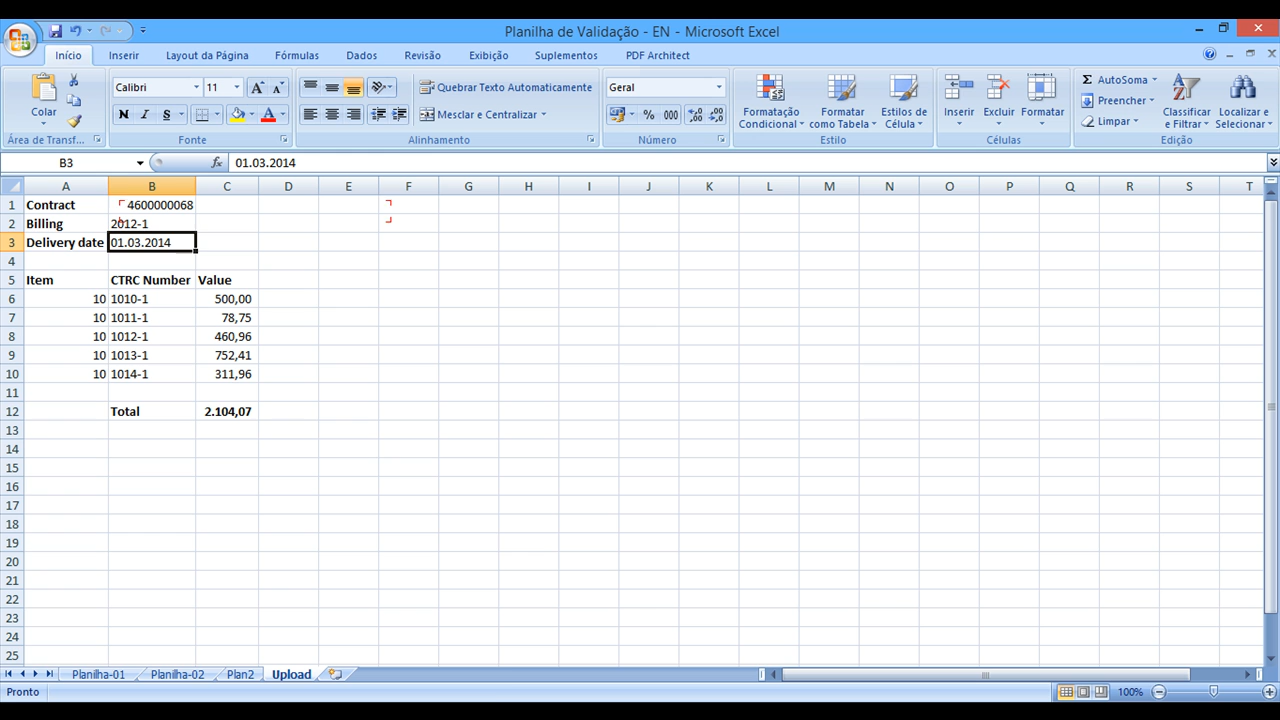 Planilha de Validação - EN - Microsoft Excel
Início Inserir Layout da Página Fórmulas Dados Revisão Exibição Suplementos PDF Architect
Colar
Área de Transf...
Calibri 11
N I S A
Fonte
Quebrar Texto Automaticamente
Mesclar e Centralizar
Alinhamento
Geral
% 000
Número
Formatação Condicional
Formatar como Tabela
Estilos de Célula
Estilo
Inserir Excluir Formatar
Células
AutoSoma
Preencher
Limpar
Classificar e Filtrar
Localizar e Selecionar
Edição
B3 fx 01.03.2014
A B C D E F G H I J K L M N O P Q R S T
1 Contract 4600000068
2 Billing 2012-1
3 Delivery date 01.03.2014
4
5 Item CTRC Number Value
6 10 1010-1 500,00
7 10 1011-1 78,75
8 10 1012-1 460,96
9 10 1013-1 752,41
10 10 1014-1 311,96
11
12 Total 2.104,07
13
14
15
16
17
18
19
20
21
22
23
24
25
Planilha-01 Planilha-02 Plan2 Upload
Pronto 100%